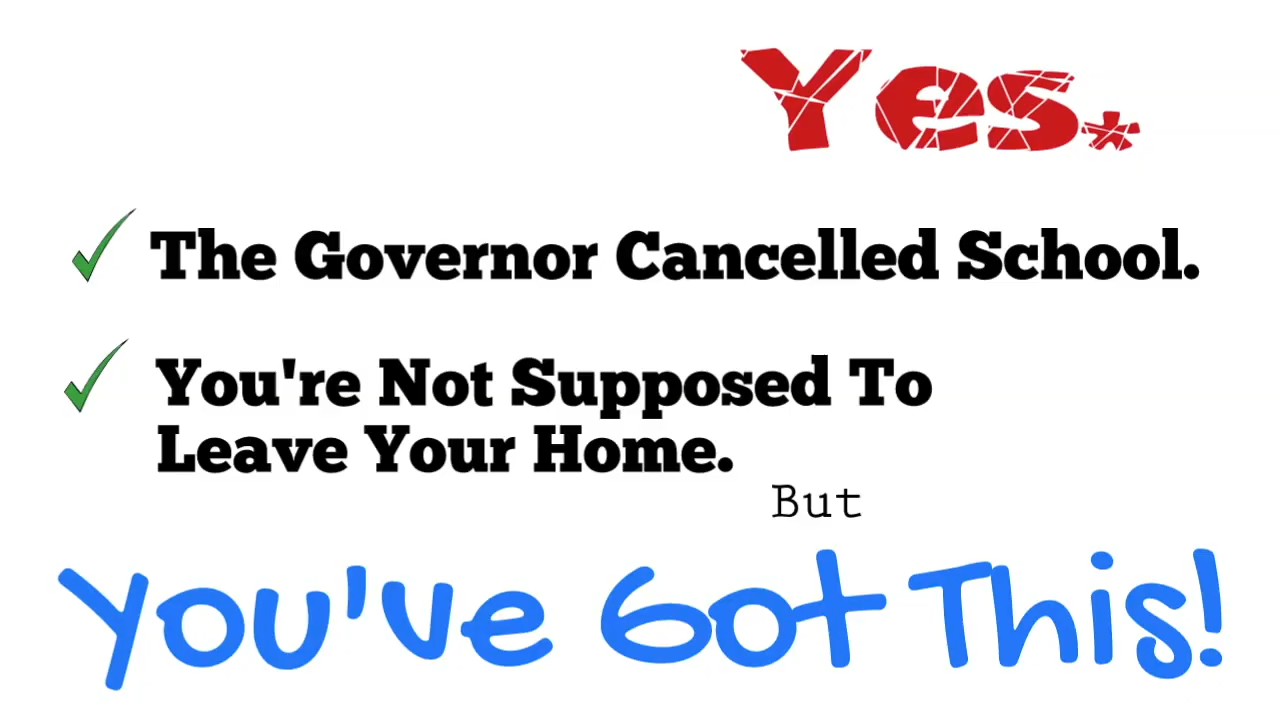 Yes.*
The Governor Cancelled School.
You're Not Supposed To
Leave Your Home.
But
You've Got This!